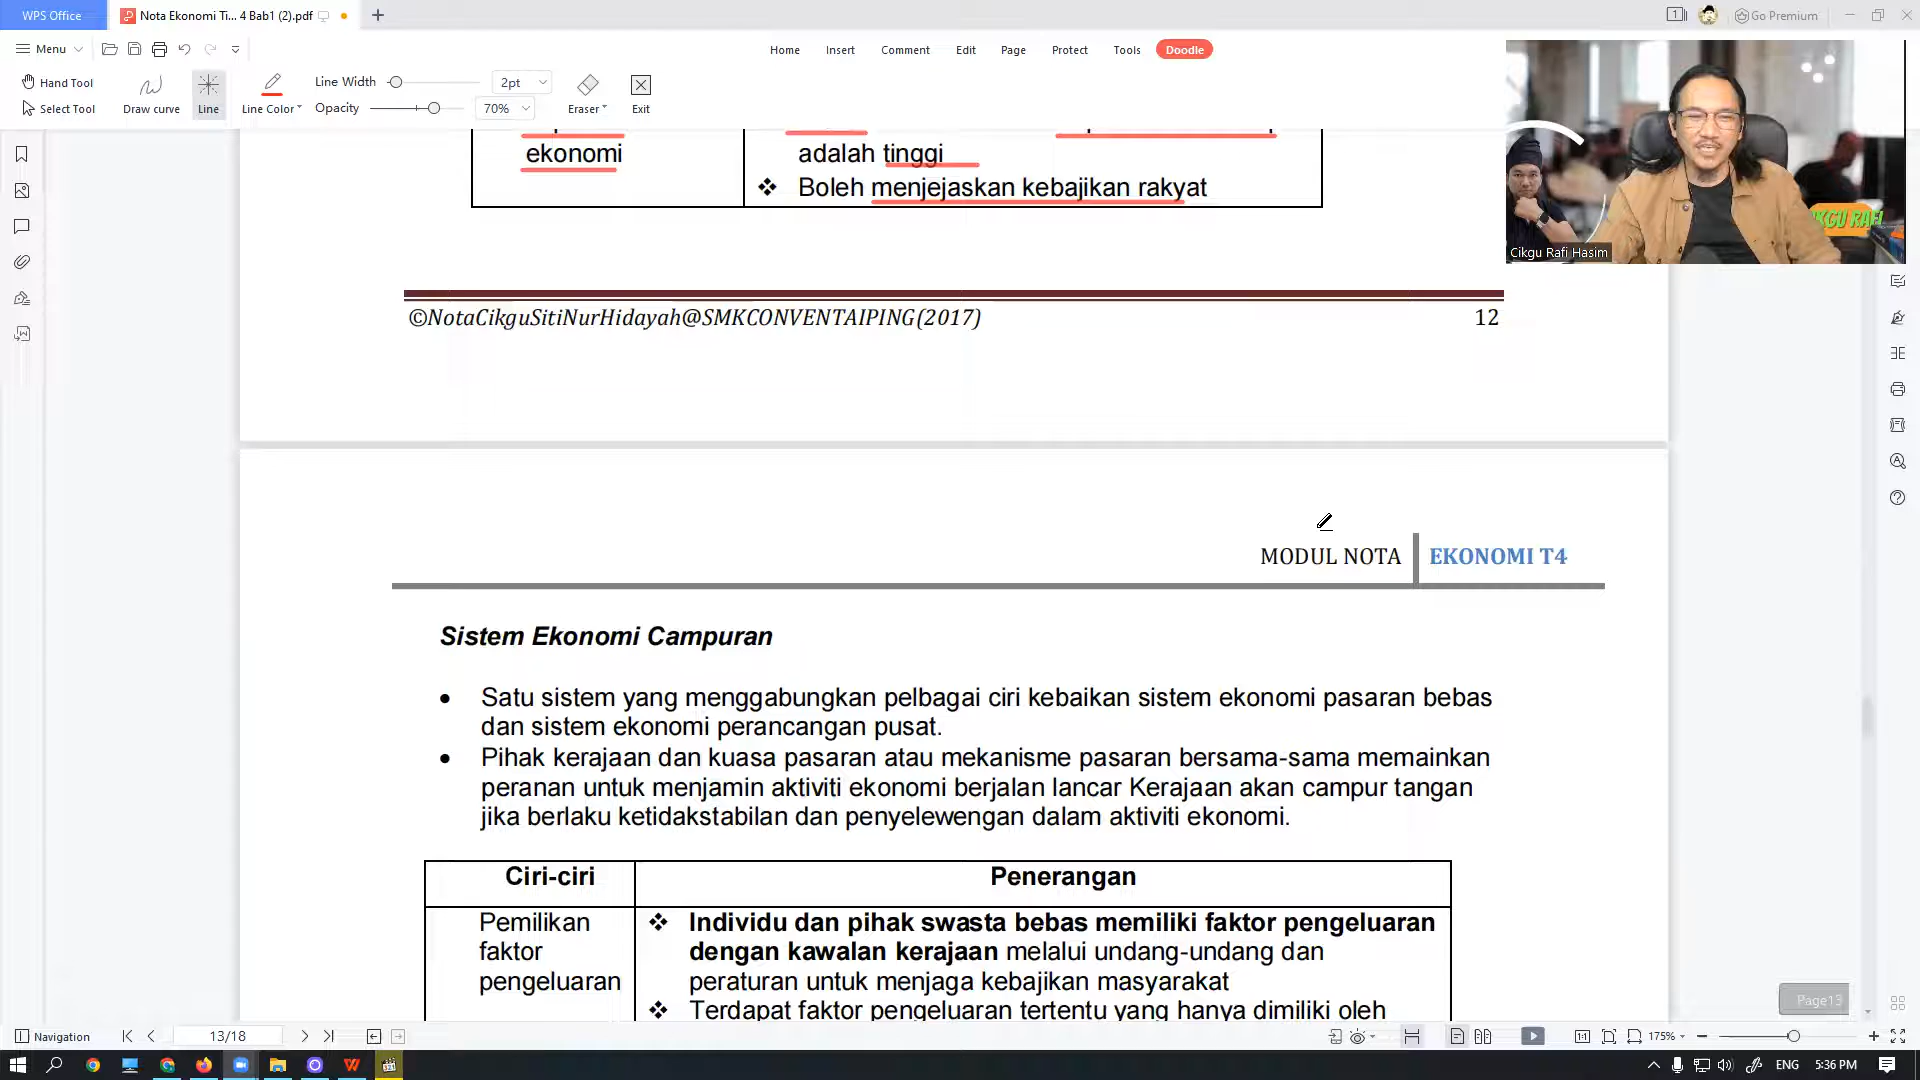 WPS Office
Nota Ekonomi Ti... 4 Bab1 (2).pdf
Go Premium
Menu
Home
Insert
Comment
Edit
Page
Protect
Tools
Doodle
Hand Tool
Select Tool
Draw curve
Line
Line Color
Line Width
2pt
Opacity
70%
Eraser
Exit
ekonomi
adalah tinggi
❖ Boleh menjejaskan kebajikan rakyat
CIKGU RAFI
Cikgu Rafi Hasim
©NotaCikguSitiNurHidayah@SMKCONVENTAIPING(2017)
12
MODUL NOTA
EKONOMI T4
Sistem Ekonomi Campuran
• Satu sistem yang menggabungkan pelbagai ciri kebaikan sistem ekonomi pasaran bebas
dan sistem ekonomi perancangan pusat.
• Pihak kerajaan dan kuasa pasaran atau mekanisme pasaran bersama-sama memainkan
peranan untuk menjamin aktiviti ekonomi berjalan lancar Kerajaan akan campur tangan
jika berlaku ketidakstabilan dan penyelewengan dalam aktiviti ekonomi.
Ciri-ciri
Penerangan
Pemilikan
faktor
pengeluaran
❖ Individu dan pihak swasta bebas memiliki faktor pengeluaran
dengan kawalan kerajaan melalui undang-undang dan
peraturan untuk menjaga kebajikan masyarakat
❖ Terdapat faktor pengeluaran tertentu yang hanya dimiliki oleh
Page13
Navigation
13/18
175%
ENG
5:36 PM